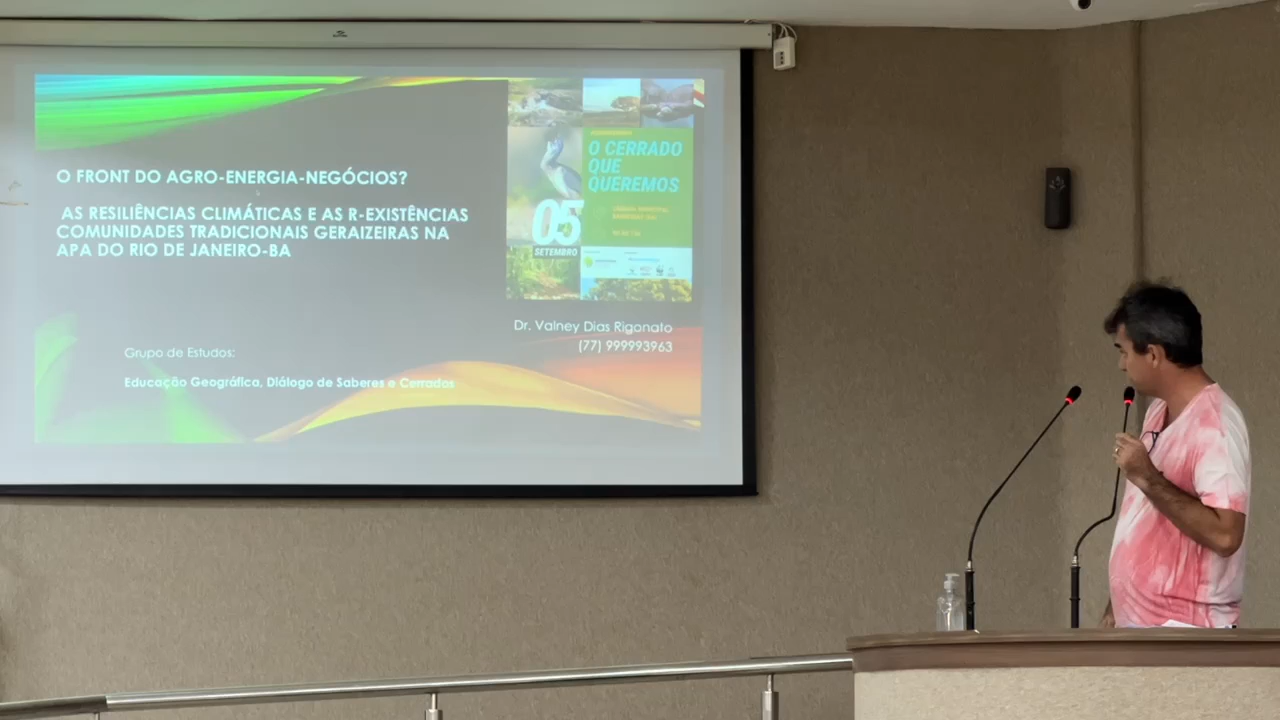 O FRONT DO AGRO-ENERGIA-NEGÓCIOS?
AS RESILIÊNCIAS CLIMÁTICAS E AS R-EXISTÊNCIAS
COMUNIDADES TRADICIONAIS GERAIZEIRAS NA
APA DO RIO DE JANEIRO-BA
O CERRADO
QUE
QUEREMOS
05
SETEMBRO
Dr. Valney Dias Rigonato
(77) 999993963
Grupo de Estudos:
Educação Geográfica, Diálogo de Saberes e Cerrados